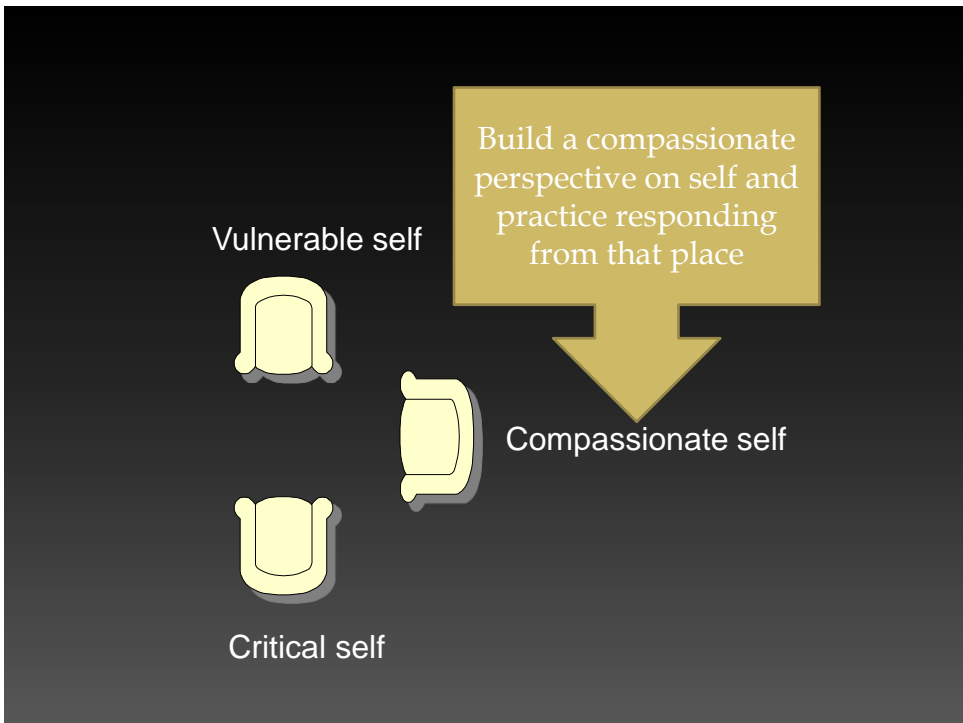 Build a compassionate
perspective on self and
practice responding
from that place
Vulnerable self
Compassionate self
Critical self